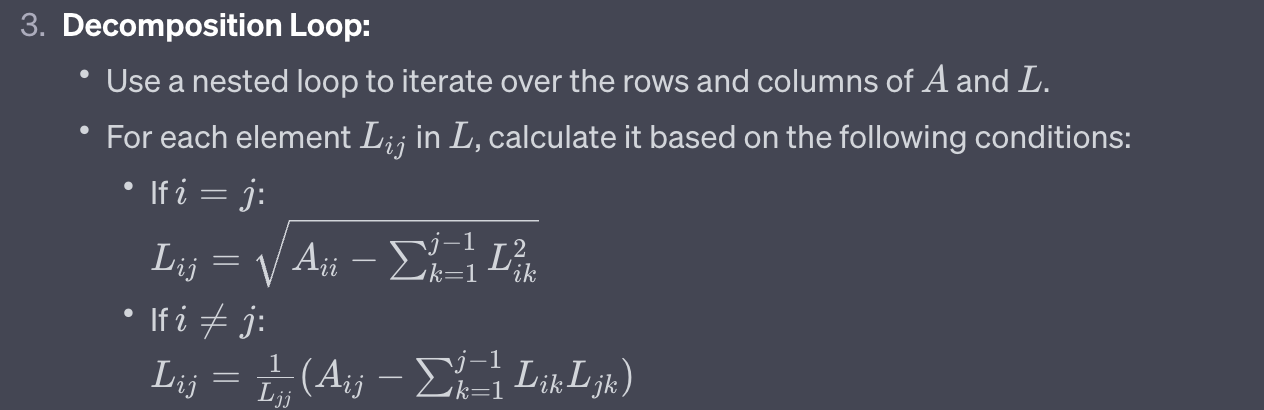 3. Decomposition Loop:
• Use a nested loop to iterate over the rows and columns of $A$ and $L$.
• For each element $L_{ij}$ in $L$, calculate it based on the following conditions:
• If $i = j$:
$L_{ij} = \sqrt{A_{ii} - \sum_{k=1}^{j-1} L_{ik}^2}$
• If $i \neq j$:
$L_{ij} = \frac{1}{L_{jj}}(A_{ij} - \sum_{k=1}^{j-1} L_{ik}L_{jk})$